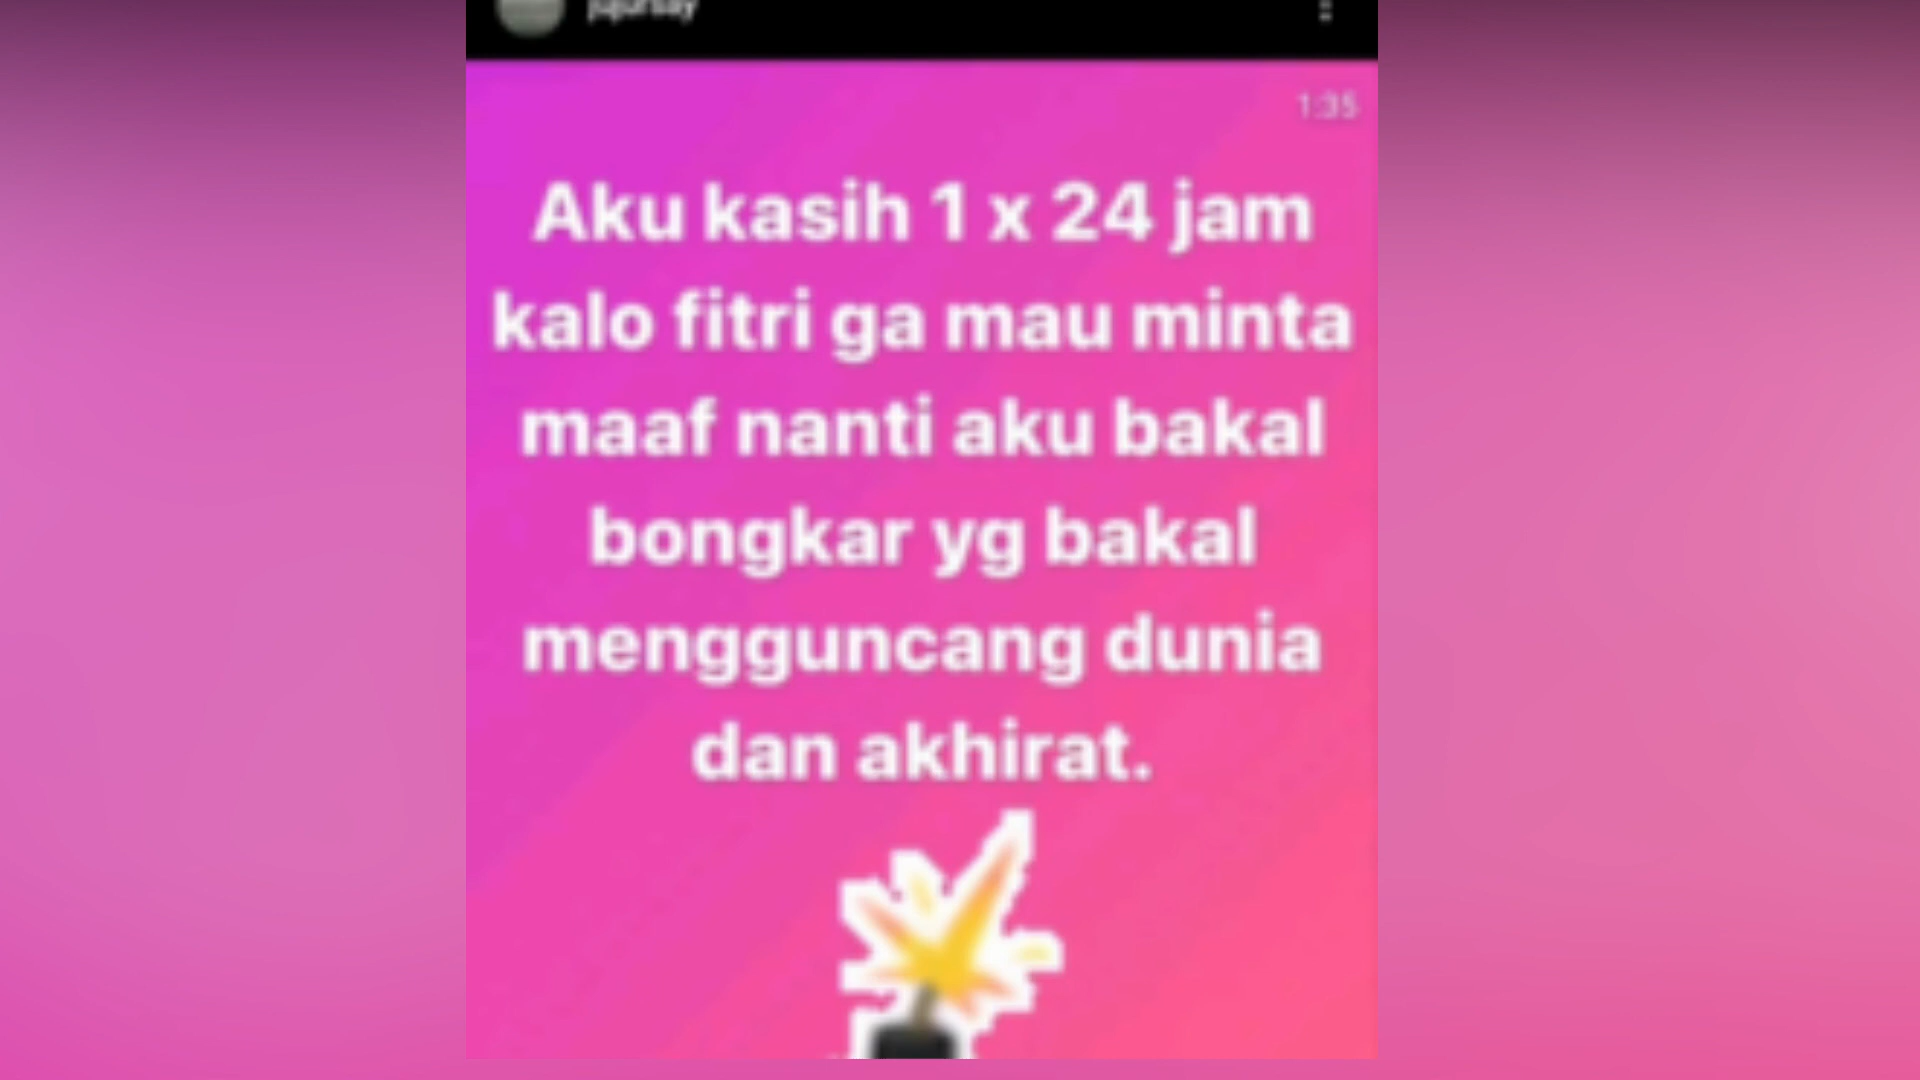 1:35
Aku kasih 1 x 24 jam
kalo fitri ga mau minta
maaf nanti aku bakal
bongkar yg bakal
mengguncang dunia
dan akhirat.